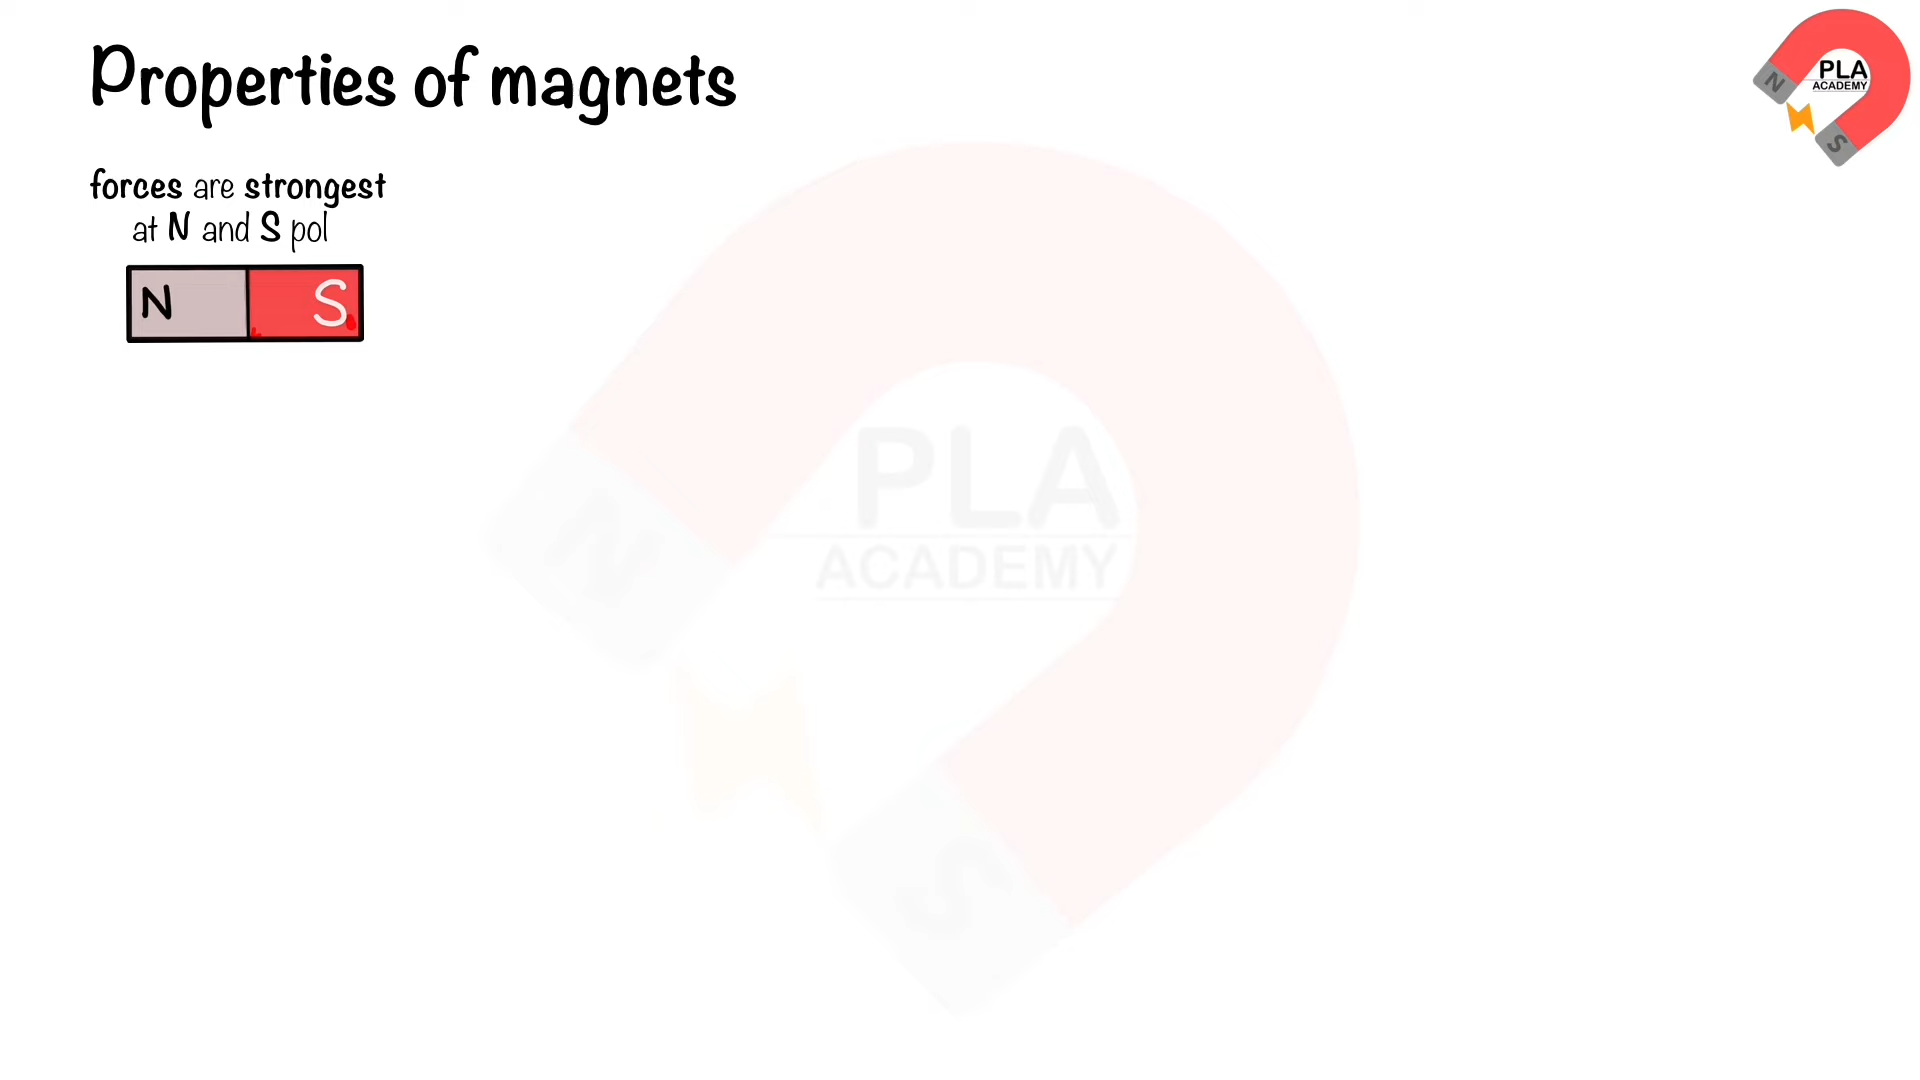 Properties of magnets
PLA
ACADEMY
N
S
forces are strongest
at N and S pol
N S
PLA
ACADEMY
N
S